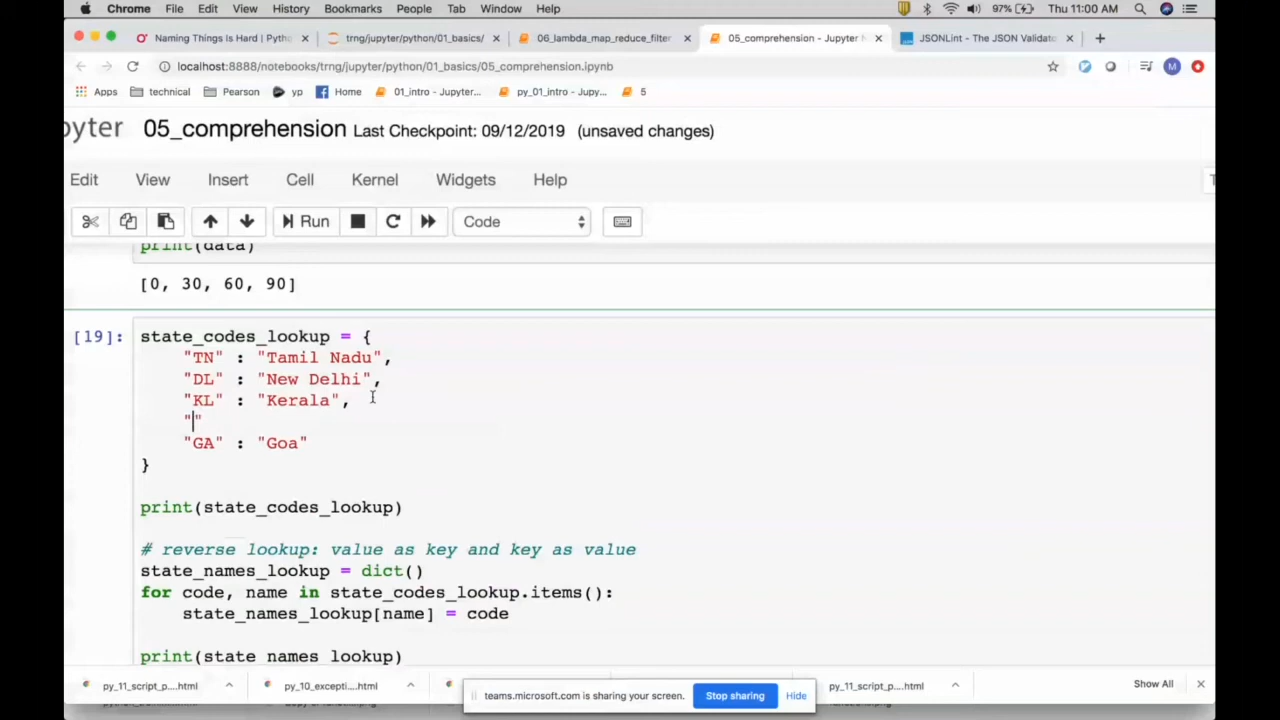 Chrome File Edit View History Bookmarks People Tab Window Help 97% Thu 11:00 AM
Naming Things Is Hard | Pytho trng/jupyter/python/01_basics/ 06_lambda_map_reduce_filter 05_comprehension - Jupyter N JSONLint - The JSON Validato
localhost:8888/notebooks/trng/jupyter/python/01_basics/05_comprehension.ipynb M
Apps technical Pearson yp Home 01_intro - Jupyter... py_01_intro - Jupy... 5
pyter 05_comprehension Last Checkpoint: 09/12/2019 (unsaved changes)
Edit View Insert Cell Kernel Widgets Help
Run Code
print(data)
[0, 30, 60, 90]
[19]: state_codes_lookup = {
"TN" : "Tamil Nadu",
"DL" : "New Delhi",
"KL" : "Kerala",
""
"GA" : "Goa"
}
print(state_codes_lookup)
# reverse lookup: value as key and key as value
state_names_lookup = dict()
for code, name in state_codes_lookup.items():
state_names_lookup[name] = code
print(state_names_lookup)
py_11_script_p....html py_10_excepti....html py_11_script_p....html Show All
teams.microsoft.com is sharing your screen. Stop sharing Hide